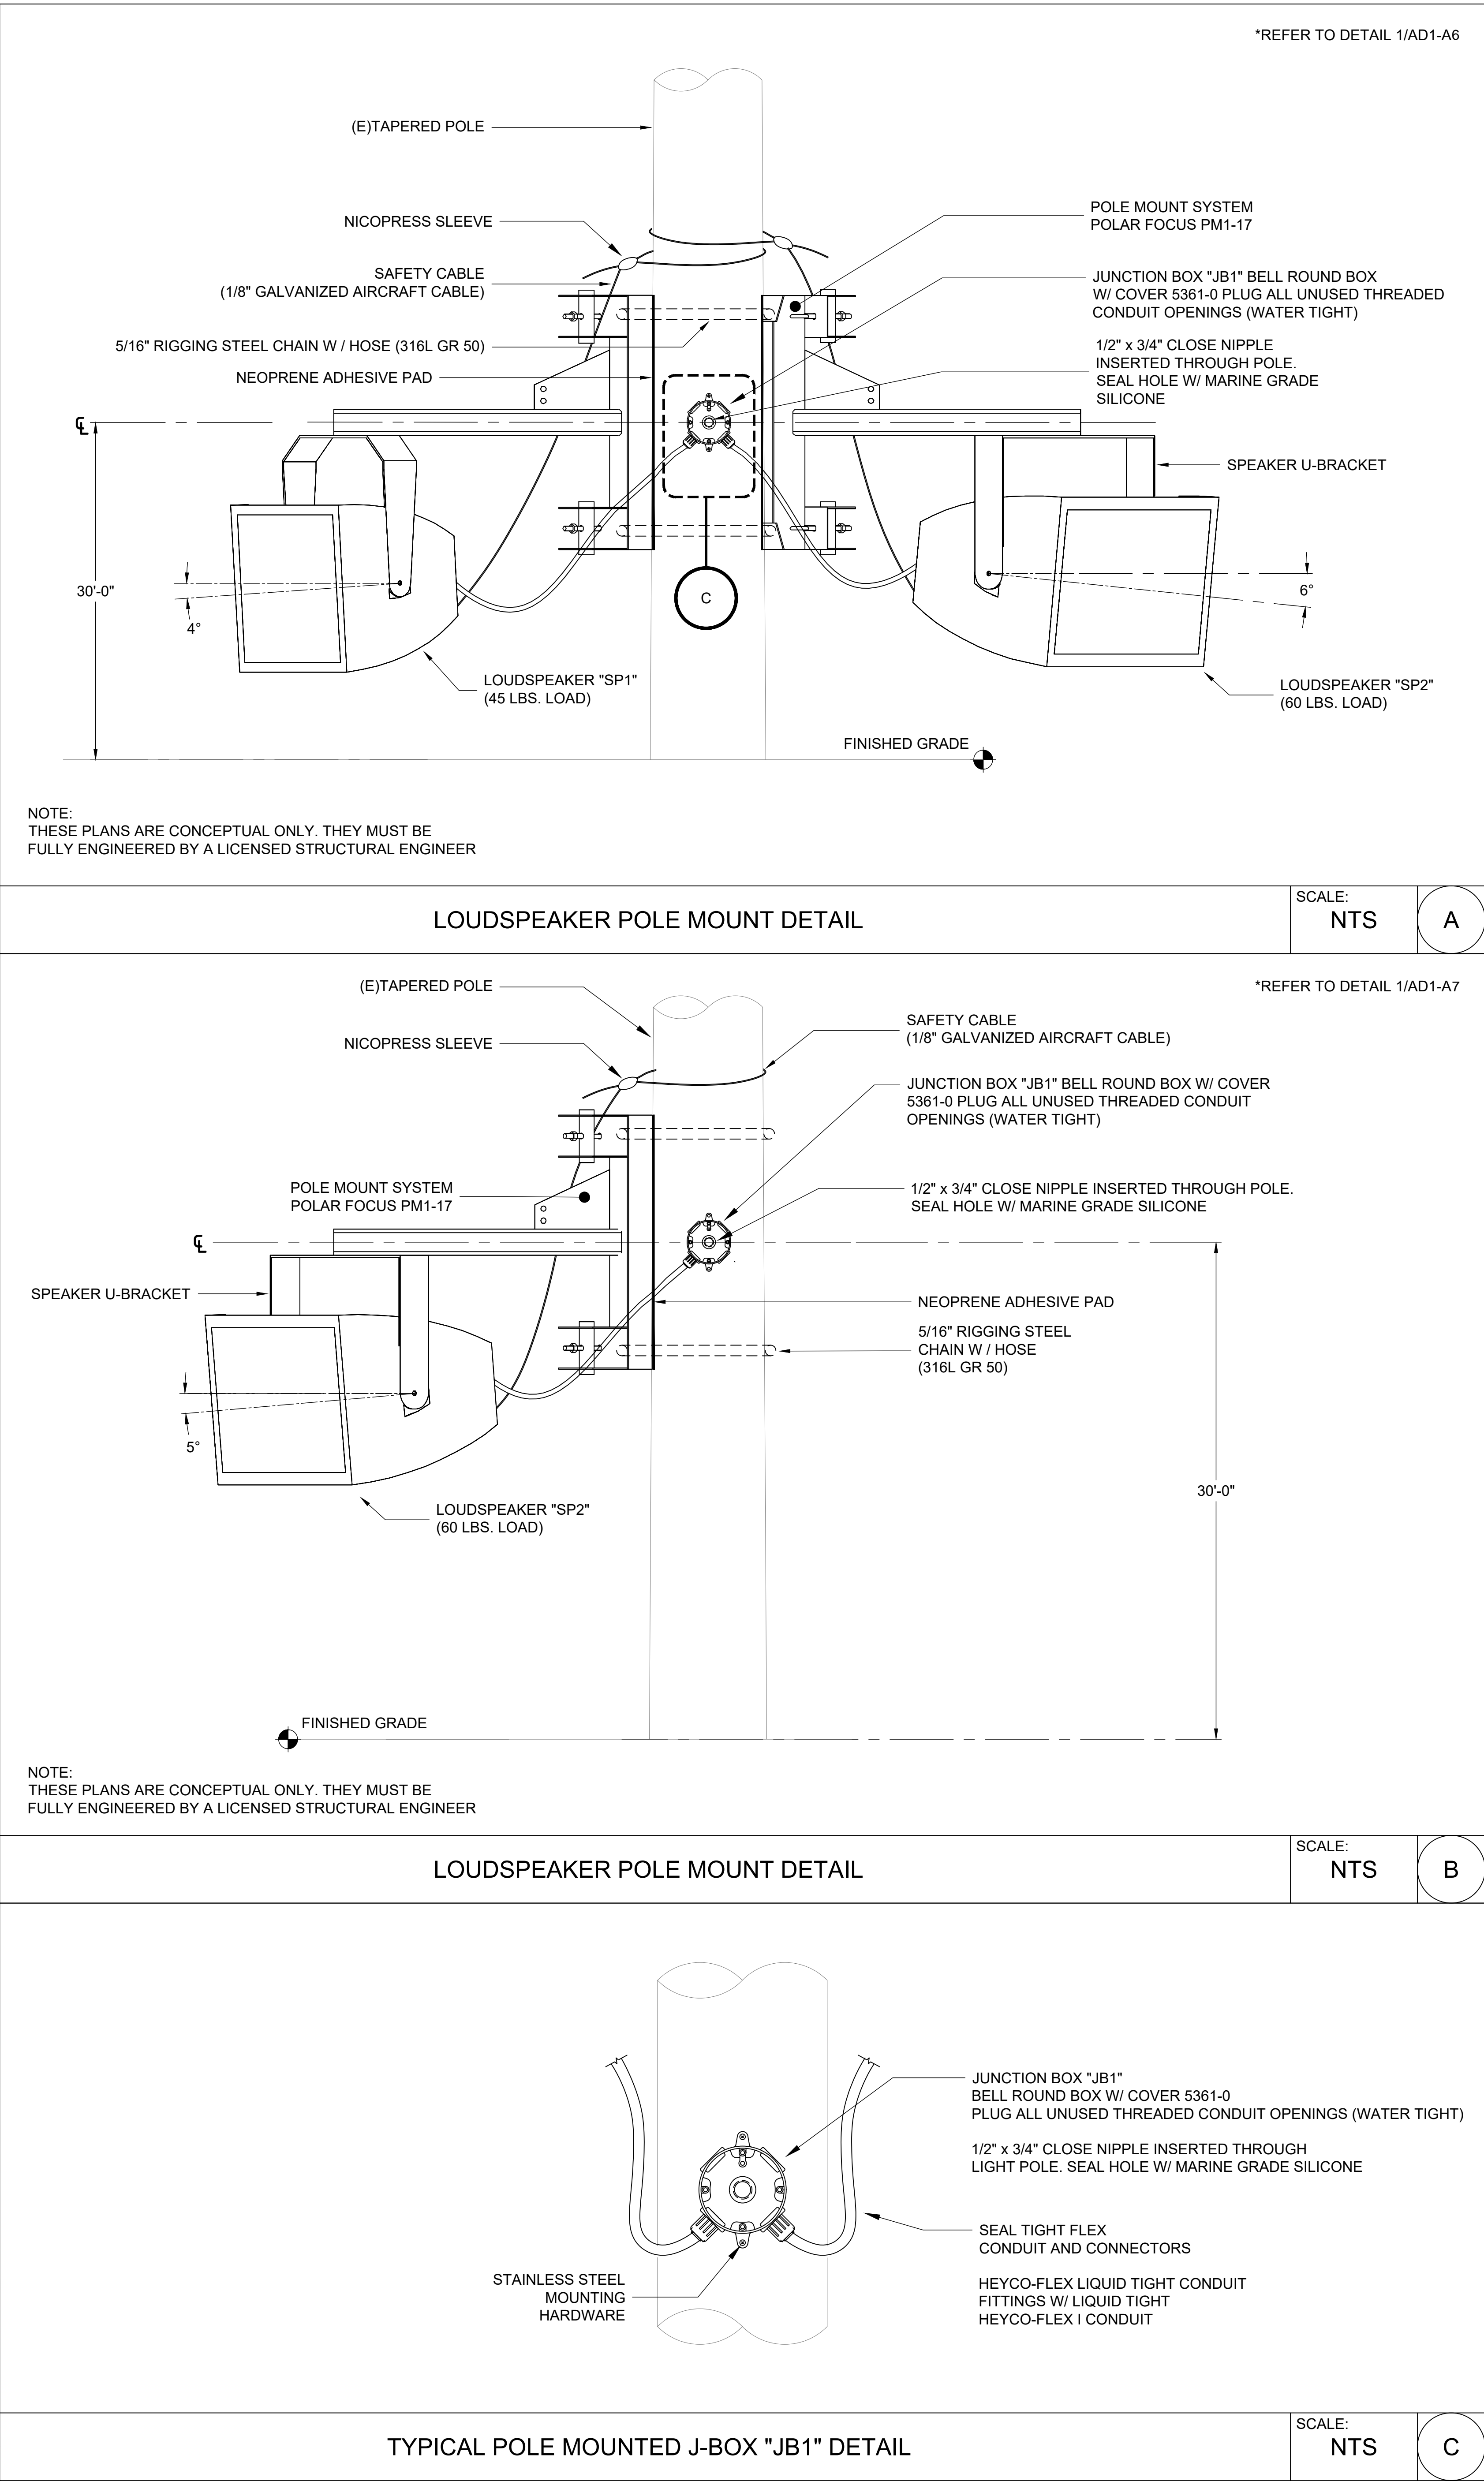 *REFER TO DETAIL 1/AD1-A6
(E)TAPERED POLE
NICOPRESS SLEEVE
SAFETY CABLE
(1/8" GALVANIZED AIRCRAFT CABLE)
5/16" RIGGING STEEL CHAIN W / HOSE (316L GR 50)
NEOPRENE ADHESIVE PAD
POLE MOUNT SYSTEM
POLAR FOCUS PM1-17
JUNCTION BOX "JB1" BELL ROUND BOX
W/ COVER 5361-0 PLUG ALL UNUSED THREADED
CONDUIT OPENINGS (WATER TIGHT)
1/2" x 3/4" CLOSE NIPPLE
INSERTED THROUGH POLE.
SEAL HOLE W/ MARINE GRADE
SILICONE
℄
SPEAKER U-BRACKET
30'-0"
4°
C
6°
LOUDSPEAKER "SP1"
(45 LBS. LOAD)
LOUDSPEAKER "SP2"
(60 LBS. LOAD)
FINISHED GRADE
NOTE:
THESE PLANS ARE CONCEPTUAL ONLY. THEY MUST BE
FULLY ENGINEERED BY A LICENSED STRUCTURAL ENGINEER
LOUDSPEAKER POLE MOUNT DETAIL
SCALE:
NTS
A
*REFER TO DETAIL 1/AD1-A7
(E)TAPERED POLE
NICOPRESS SLEEVE
SAFETY CABLE
(1/8" GALVANIZED AIRCRAFT CABLE)
JUNCTION BOX "JB1" BELL ROUND BOX W/ COVER
5361-0 PLUG ALL UNUSED THREADED CONDUIT
OPENINGS (WATER TIGHT)
POLE MOUNT SYSTEM
POLAR FOCUS PM1-17
1/2" x 3/4" CLOSE NIPPLE INSERTED THROUGH POLE.
SEAL HOLE W/ MARINE GRADE SILICONE
℄
SPEAKER U-BRACKET
NEOPRENE ADHESIVE PAD
5/16" RIGGING STEEL
CHAIN W / HOSE
(316L GR 50)
5°
30'-0"
LOUDSPEAKER "SP2"
(60 LBS. LOAD)
FINISHED GRADE
NOTE:
THESE PLANS ARE CONCEPTUAL ONLY. THEY MUST BE
FULLY ENGINEERED BY A LICENSED STRUCTURAL ENGINEER
LOUDSPEAKER POLE MOUNT DETAIL
SCALE:
NTS
B
JUNCTION BOX "JB1"
BELL ROUND BOX W/ COVER 5361-0
PLUG ALL UNUSED THREADED CONDUIT OPENINGS (WATER TIGHT)
1/2" x 3/4" CLOSE NIPPLE INSERTED THROUGH
LIGHT POLE. SEAL HOLE W/ MARINE GRADE SILICONE
SEAL TIGHT FLEX
CONDUIT AND CONNECTORS
HEYCO-FLEX LIQUID TIGHT CONDUIT
FITTINGS W/ LIQUID TIGHT
HEYCO-FLEX I CONDUIT
STAINLESS STEEL
MOUNTING
HARDWARE
TYPICAL POLE MOUNTED J-BOX "JB1" DETAIL
SCALE:
NTS
C